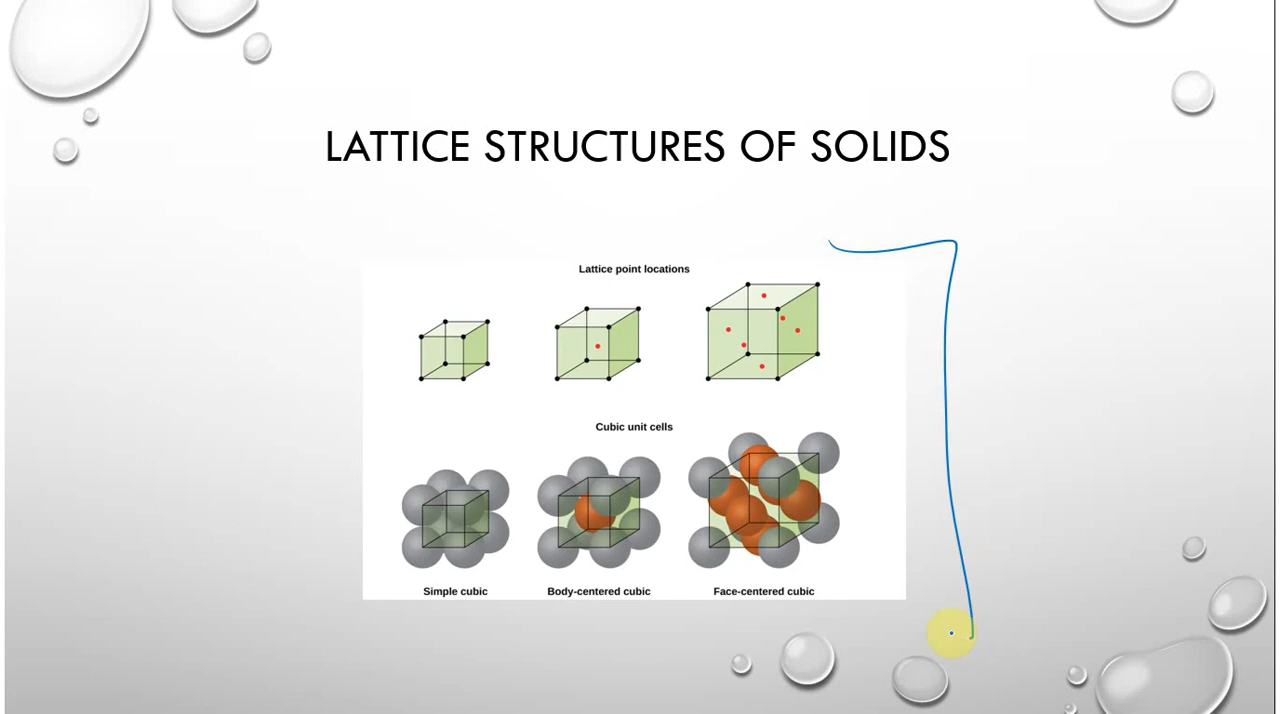 LATTICE STRUCTURES OF SOLIDS
Lattice point locations
Cubic unit cells
Simple cubic
Body-centered cubic
Face-centered cubic